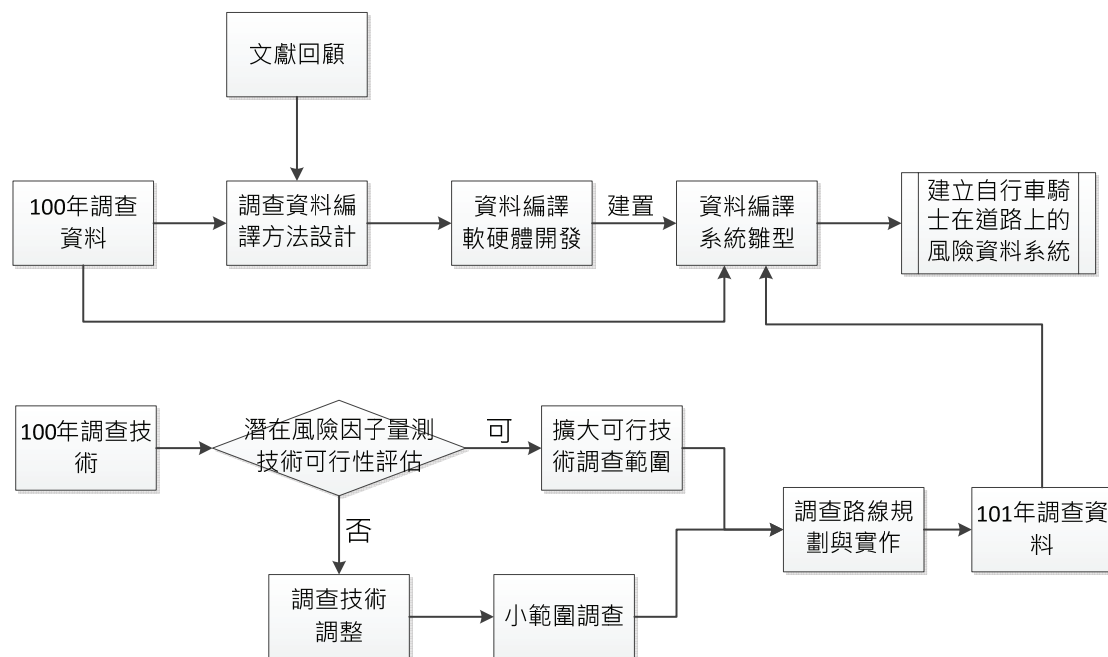 文獻回顧
100年調查
資料
調查資料編
譯方法設計
資料編譯
軟硬體開發
建置
資料編譯
系統雛型
建立自行車騎
士在道路上的
風險資料系統
100年調查技
術
潛在風險因子量測
技術可行性評估
可
擴大可行技
術調查範圍
否
調查技術
調整
小範圍調查
調查路線規
劃與實作
101年調查資
料